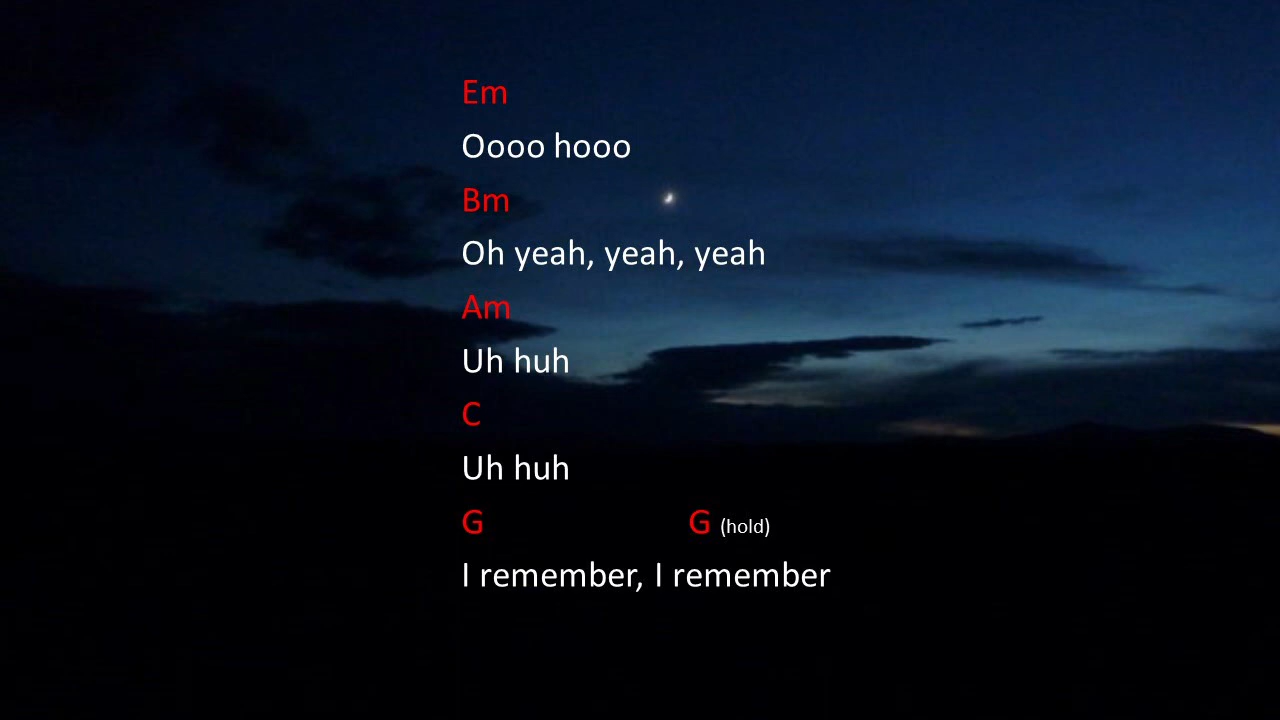 Em
Oooo hooo
Bm
Oh yeah, yeah, yeah
Am
Uh huh
C
Uh huh
G G (hold)
I remember, I remember